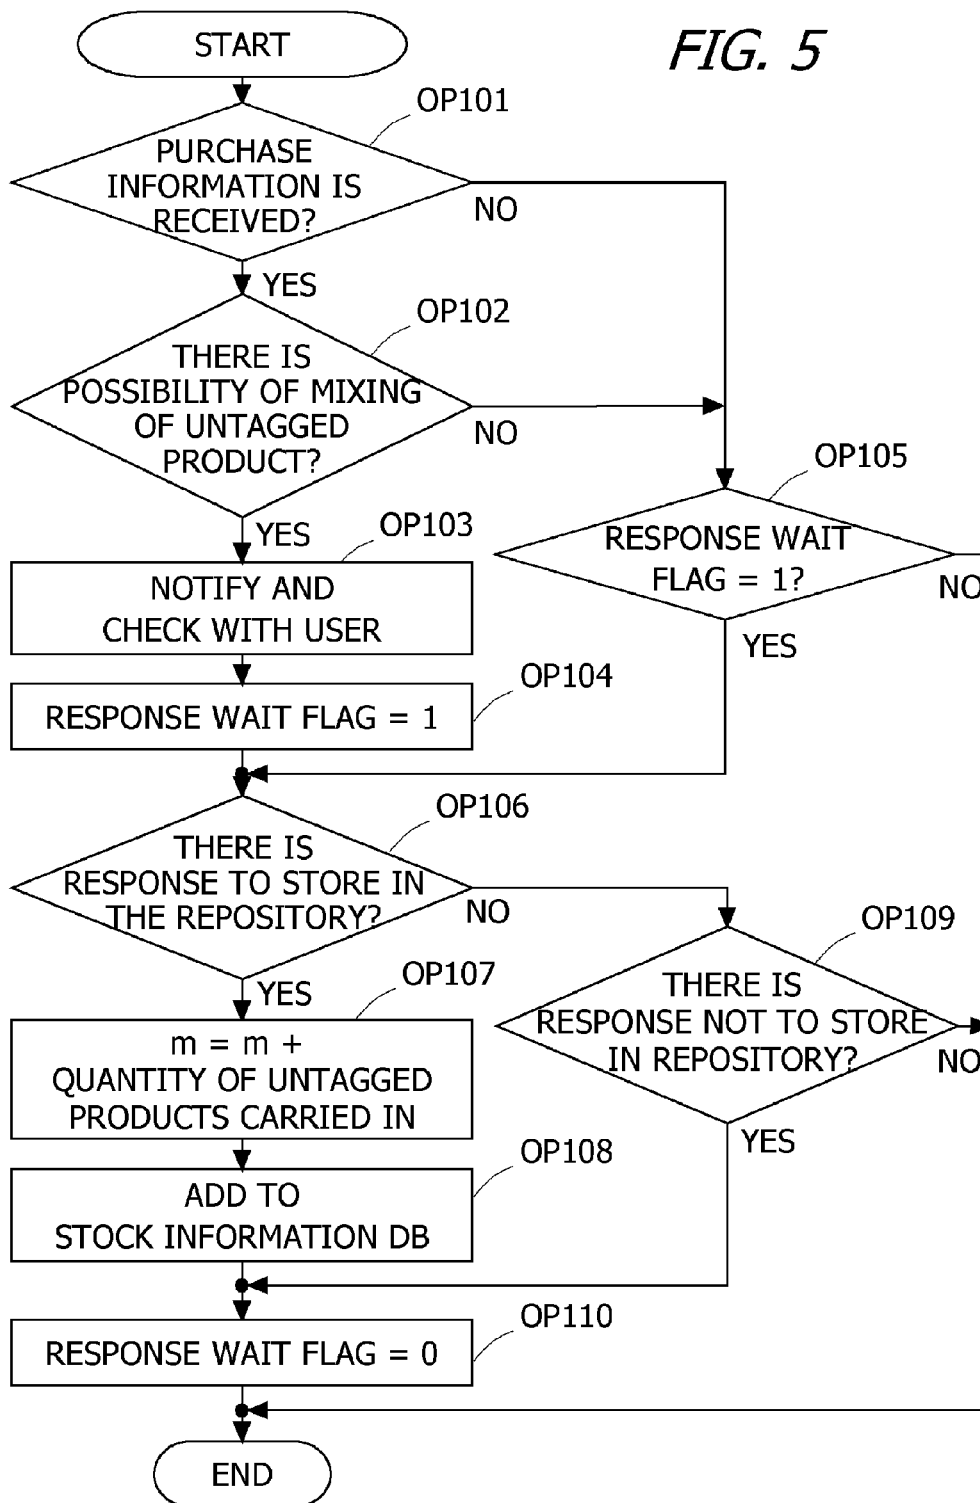 START
FIG. 5
OP101
PURCHASE
INFORMATION IS
RECEIVED?
NO
YES
OP102
THERE IS
POSSIBILITY OF MIXING
OF UNTAGGED
PRODUCT?
NO
YES
OP103
NOTIFY AND
CHECK WITH USER
OP105
RESPONSE WAIT
FLAG = 1?
NO
YES
OP104
RESPONSE WAIT FLAG = 1
OP106
THERE IS
RESPONSE TO STORE IN
THE REPOSITORY?
NO
YES
OP109
THERE IS
RESPONSE NOT TO STORE
IN REPOSITORY?
NO
YES
OP107
m = m +
QUANTITY OF UNTAGGED
PRODUCTS CARRIED IN
OP108
ADD TO
STOCK INFORMATION DB
OP110
RESPONSE WAIT FLAG = 0
END